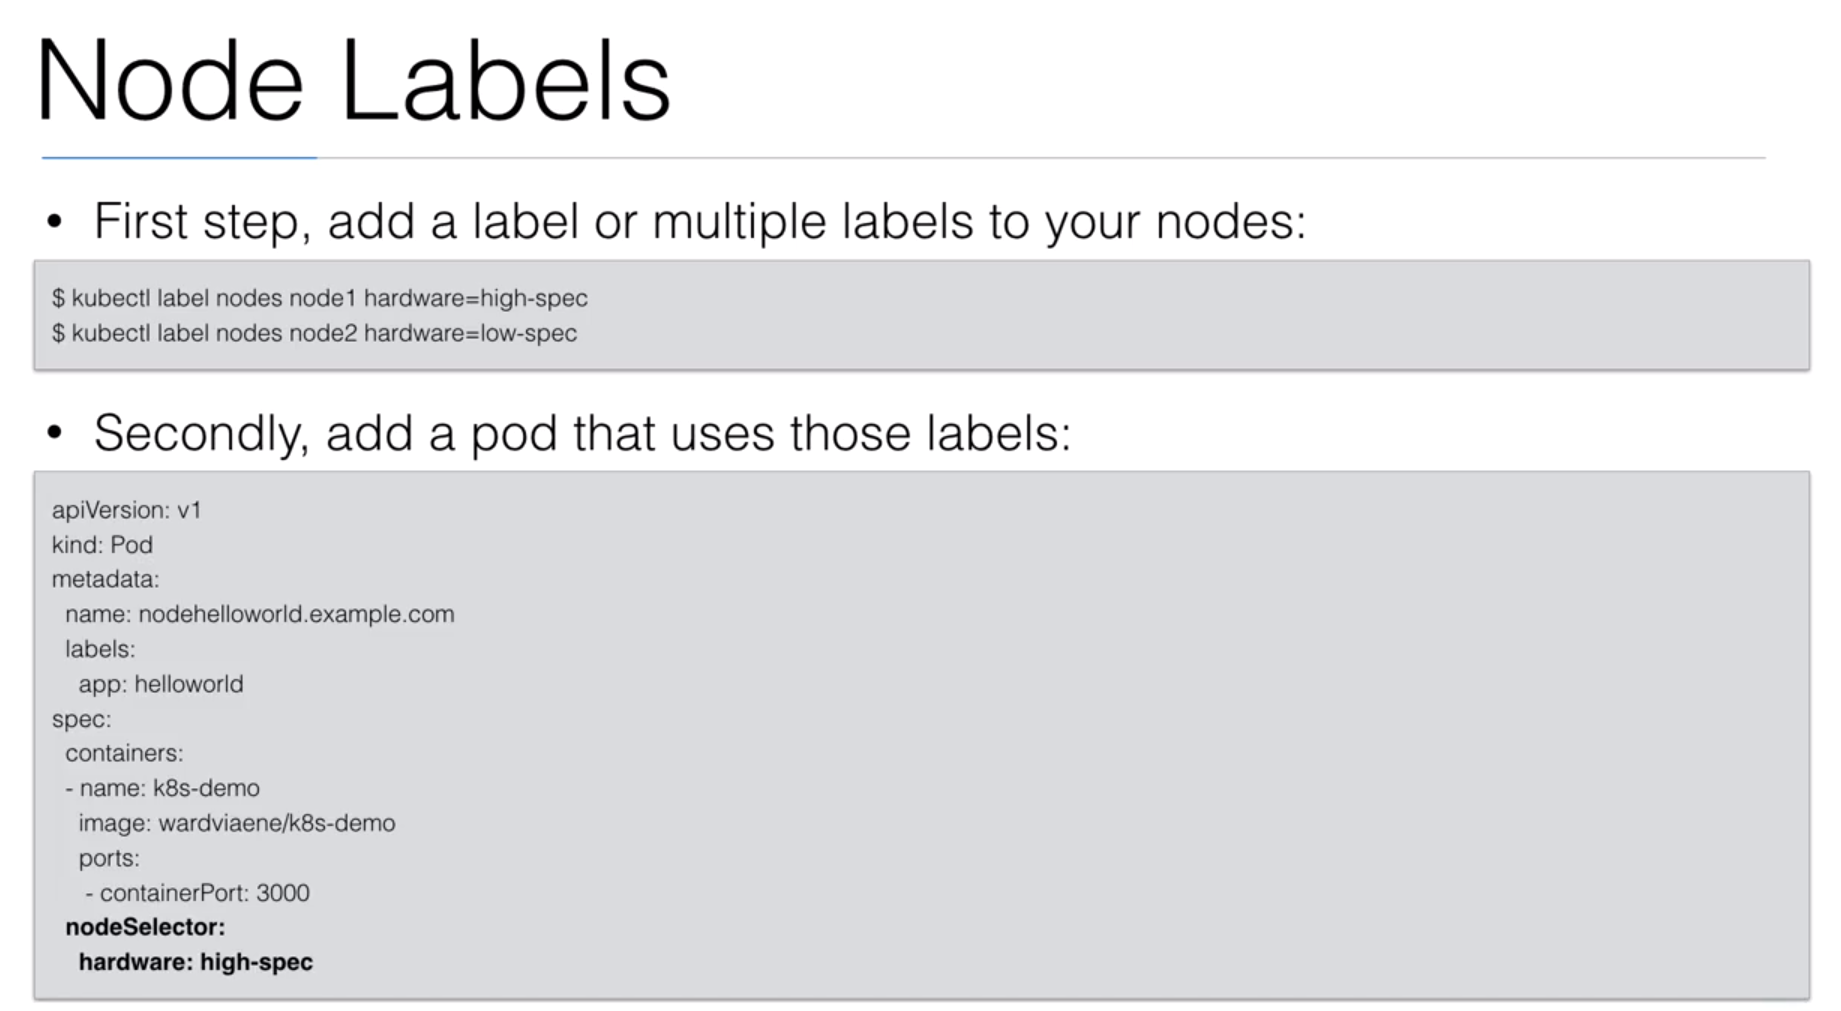 Node Labels
• First step, add a label or multiple labels to your nodes:
$ kubectl label nodes node1 hardware=high-spec
$ kubectl label nodes node2 hardware=low-spec
• Secondly, add a pod that uses those labels:
apiVersion: v1
kind: Pod
metadata:
  name: nodehelloworld.example.com
  labels:
    app: helloworld
spec:
  containers:
  - name: k8s-demo
    image: wardviaene/k8s-demo
    ports:
     - containerPort: 3000
  nodeSelector:
    hardware: high-spec